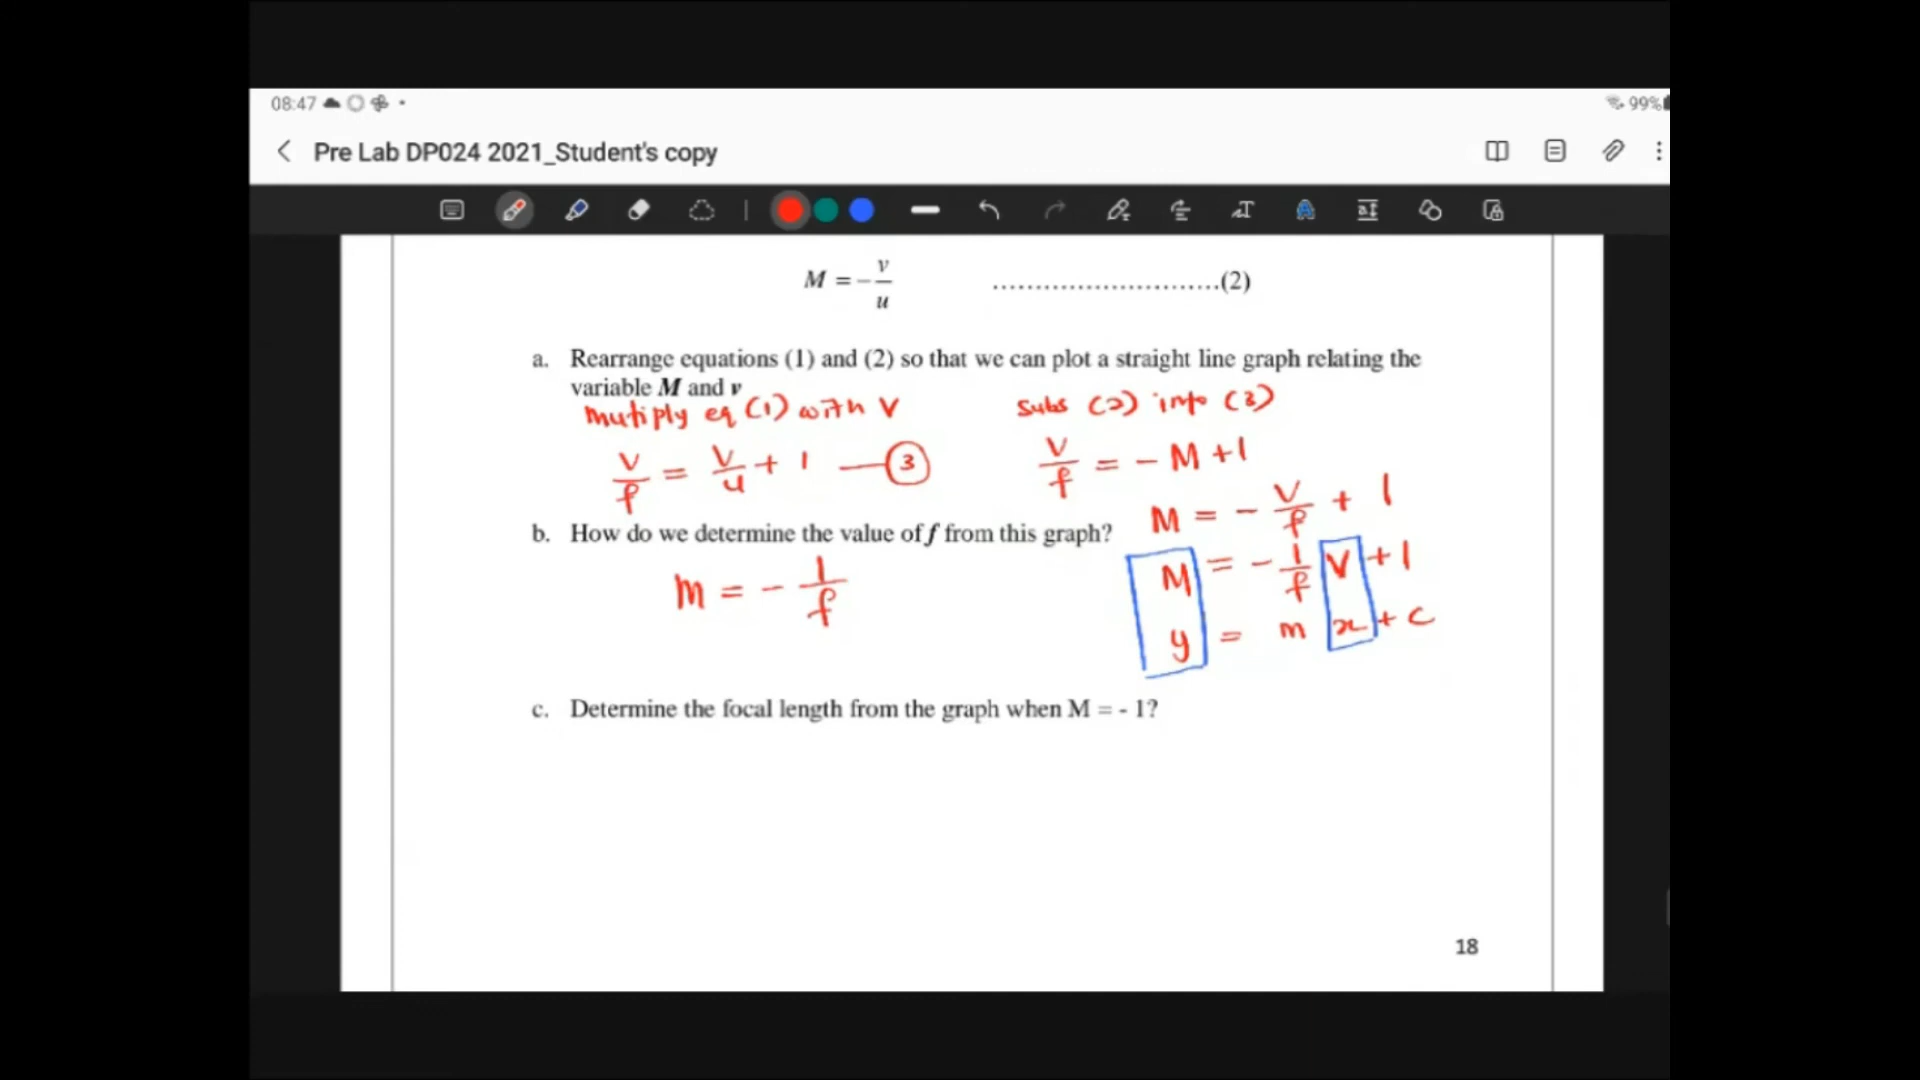 08:47
99%
Pre Lab DP024 2021_Student's copy
M = - v/u ............................(2)
a. Rearrange equations (1) and (2) so that we can plot a straight line graph relating the
variable M and v
mutiply eq (1) with V
V/f = V/u + 1 — ③
subs (2) into (3)
V/f = - M + 1
M = - V/f + 1
M = - 1/f V + 1
y = m x + c
b. How do we determine the value of f from this graph?
m = - 1/f
c. Determine the focal length from the graph when M = - 1?
18